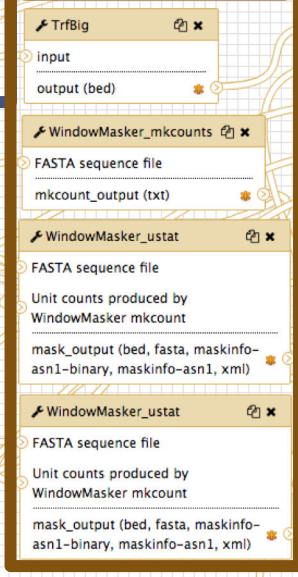 TrfBig
input
output (bed)
WindowMasker_mkcounts
FASTA sequence file
mkcount_output (txt)
WindowMasker_ustat
FASTA sequence file
Unit counts produced by
WindowMasker mkcount
mask_output (bed, fasta, maskinfo-
asn1-binary, maskinfo-asn1, xml)
WindowMasker_ustat
FASTA sequence file
Unit counts produced by
WindowMasker mkcount
mask_output (bed, fasta, maskinfo-
asn1-binary, maskinfo-asn1, xml)